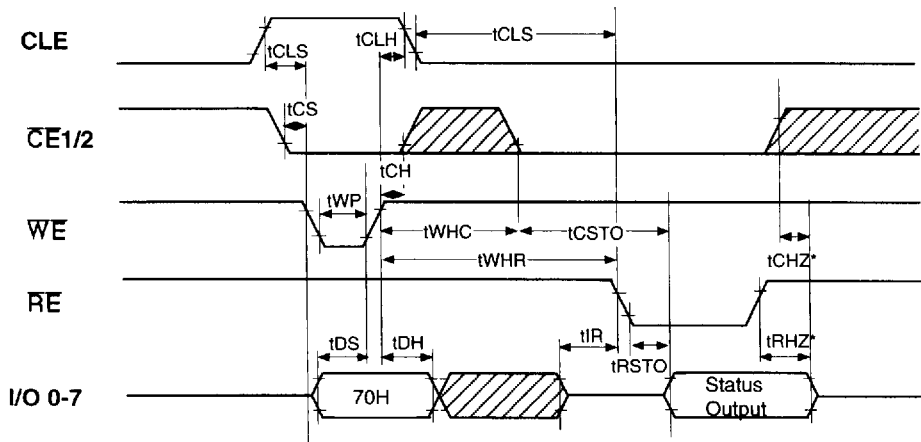 CLE
tCLS
tCLH
tCLS
CE1/2
tCS
tCH
WE
tWP
tWHC
tCSTO
tWHR
tCHZ*
RE
tDS
tDH
tIR
tRSTO
tRHZ*
I/O 0-7
70H
Status
Output